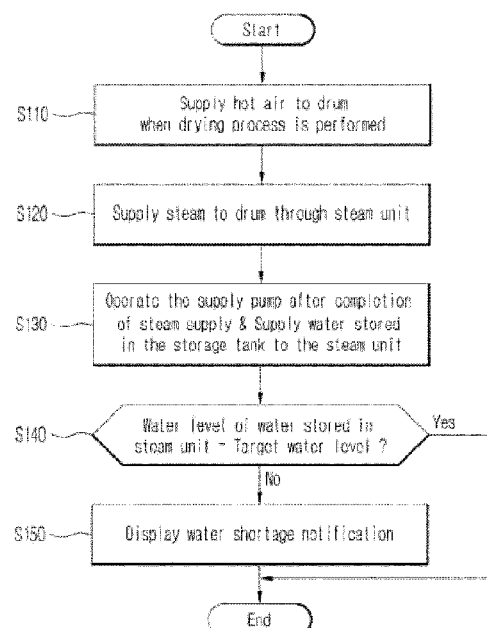 Start
S110
Supply hot air to drum
when drying process is performed
S120
Supply steam to drum through steam unit
S130
Operate the supply pump after completion
of steam supply & Supply water stored
in the storage tank to the steam unit
S140
Water level of water stored in
steam unit = Target water level ?
Yes
No
S150
Display water shortage notification
End